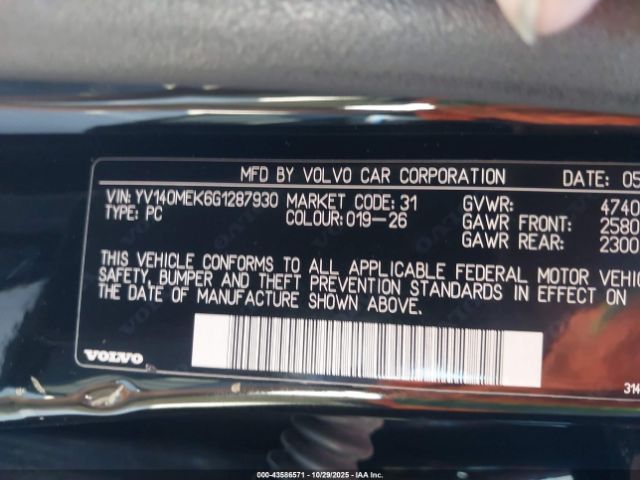 MFD BY VOLVO CAR CORPORATION DATE: 05
VIN: YV140MEK6G1287930 MARKET CODE: 31 GVWR: 4740
TYPE: PC COLOUR: 019-26 GAWR FRONT: 2580
GAWR REAR: 2300
THIS VEHICLE CONFORMS TO ALL APPLICABLE FEDERAL MOTOR VEHIC
SAFETY, BUMPER AND THEFT PREVENTION STANDARDS IN EFFECT ON
THE DATE OF MANUFACTURE SHOWN ABOVE.
VOLVO
314
000-43586571 | 10/29/2025 - IAA Inc.